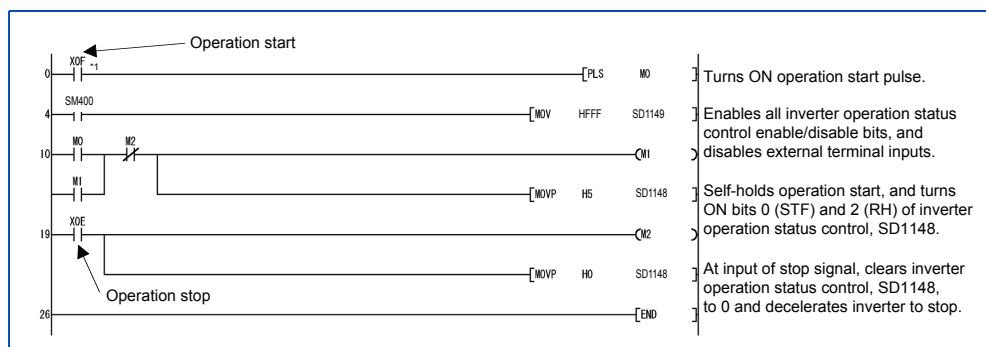 Operation start
X0F *1
0 [PLS M0 ] Turns ON operation start pulse.
SM400
4 [MOV HFFF SD1149 ] Enables all inverter operation status
control enable/disable bits, and
disables external terminal inputs.
M0 M2
10 (M1 )
M1
[MOVP H5 SD1148 ] Self-holds operation start, and turns
ON bits 0 (STF) and 2 (RH) of inverter
operation status control, SD1148.
X0E
19 (M2 )
[MOVP H0 SD1148 ] At input of stop signal, clears inverter
operation status control, SD1148,
to 0 and decelerates inverter to stop.
Operation stop
26 [END ]